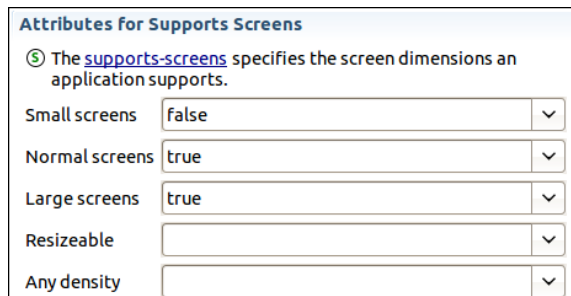 Attributes for Supports Screens
S The supports-screens specifies the screen dimensions an
application supports.
Small screens false
Normal screens true
Large screens true
Resizeable
Any density